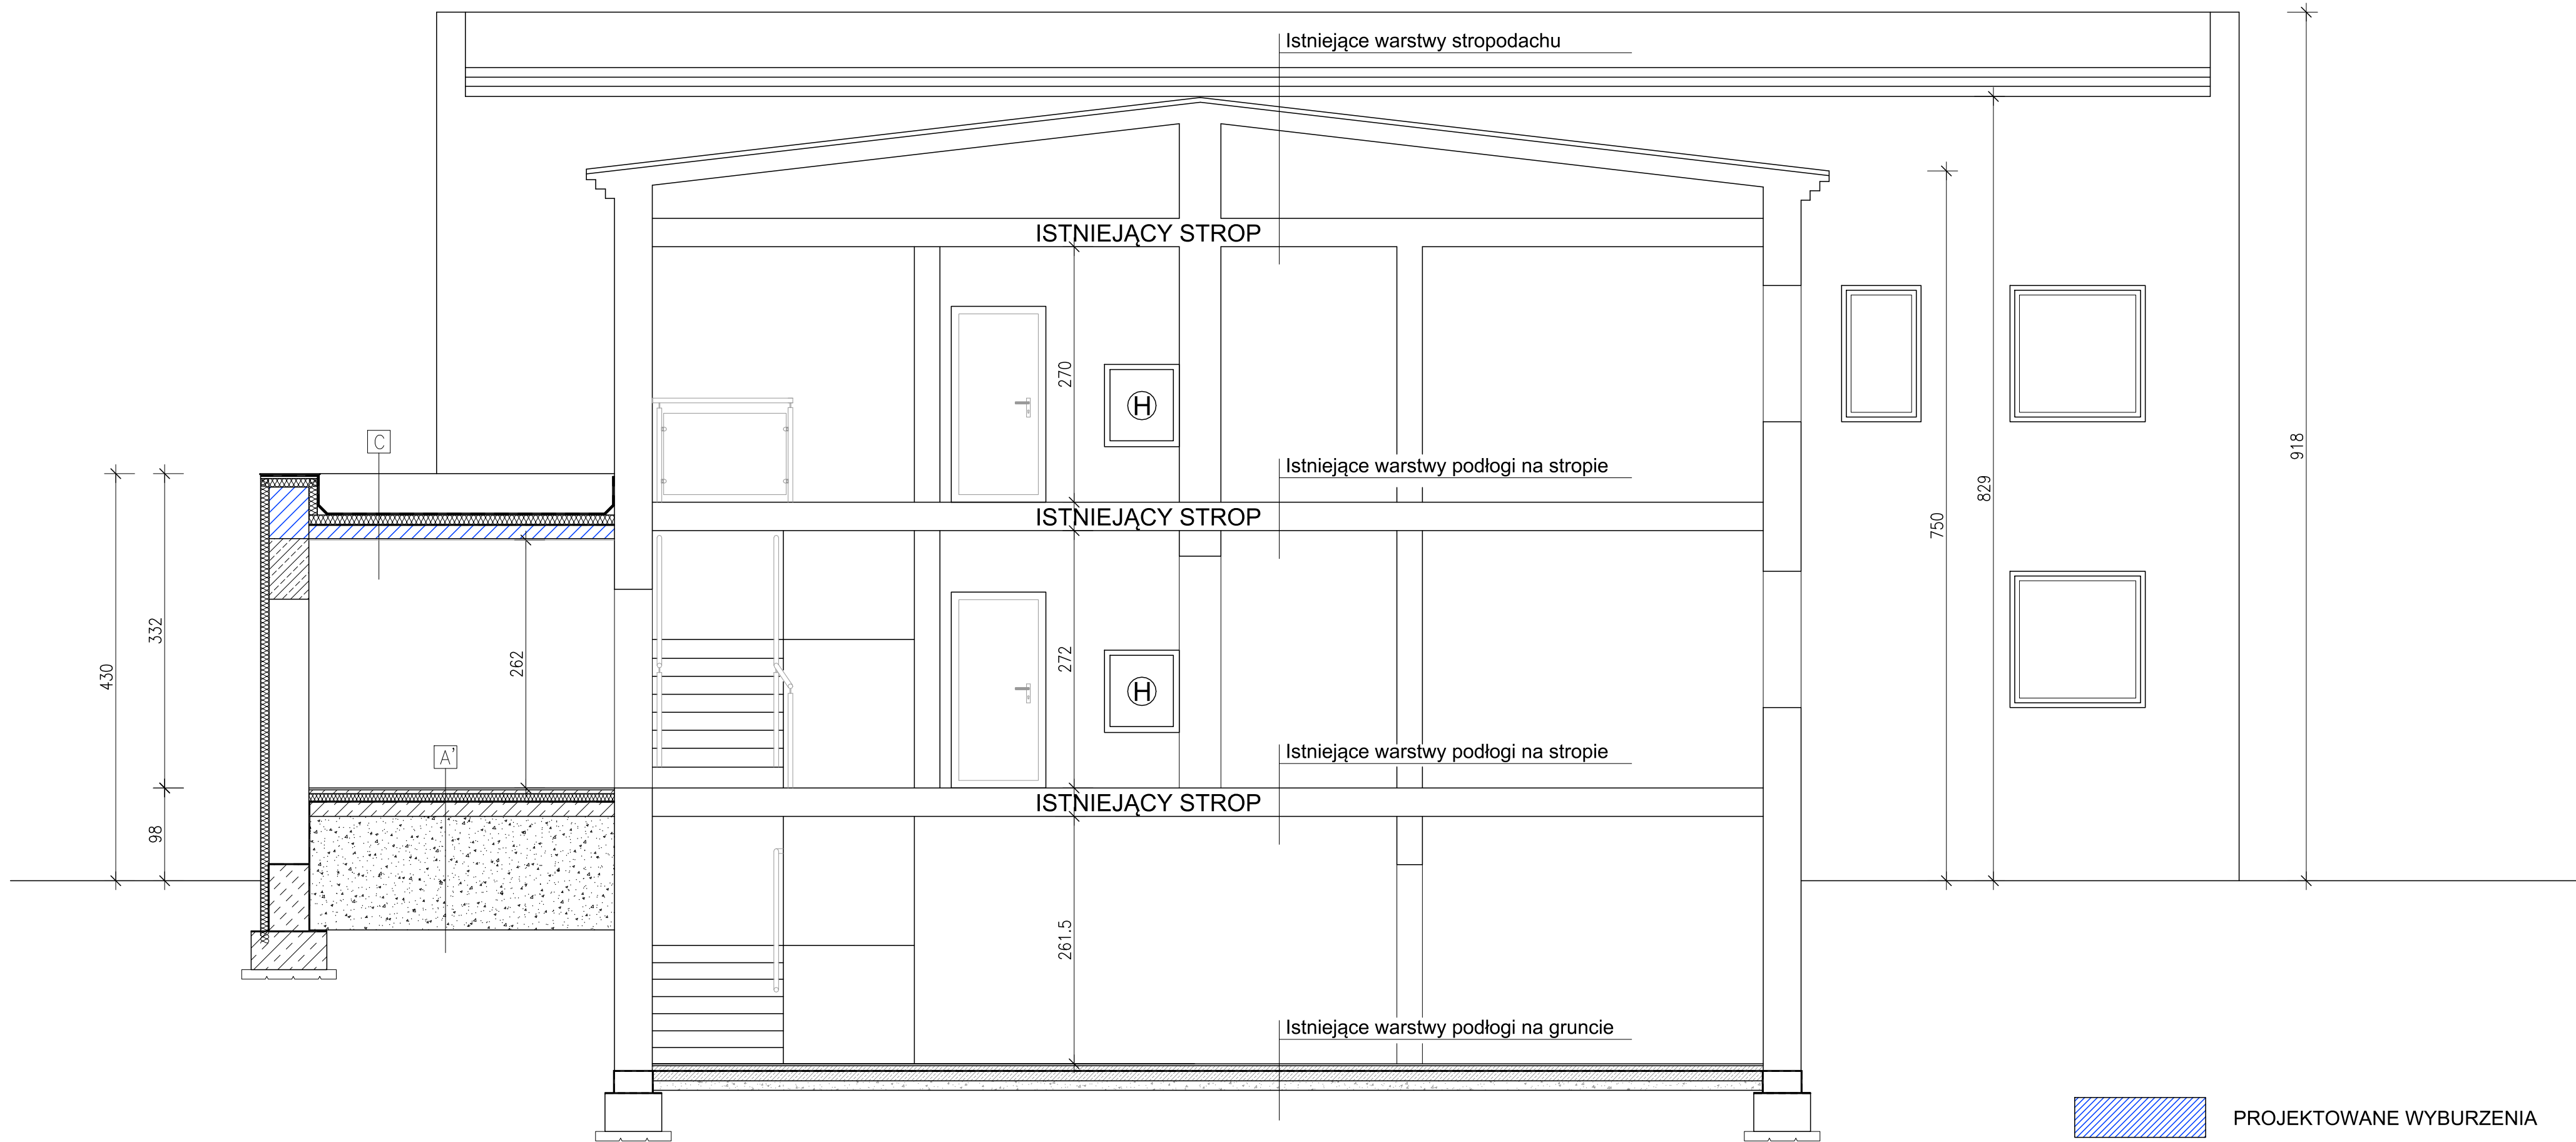 Istniejące warstwy stropodachu
ISTNIEJĄCY STROP
270
H
C
918
Istniejące warstwy podłogi na stropie
829
ISTNIEJĄCY STROP
750
332
430
262
272
H
A'
Istniejące warstwy podłogi na stropie
ISTNIEJĄCY STROP
98
261.5
Istniejące warstwy podłogi na gruncie
PROJEKTOWANE WYBURZENIA